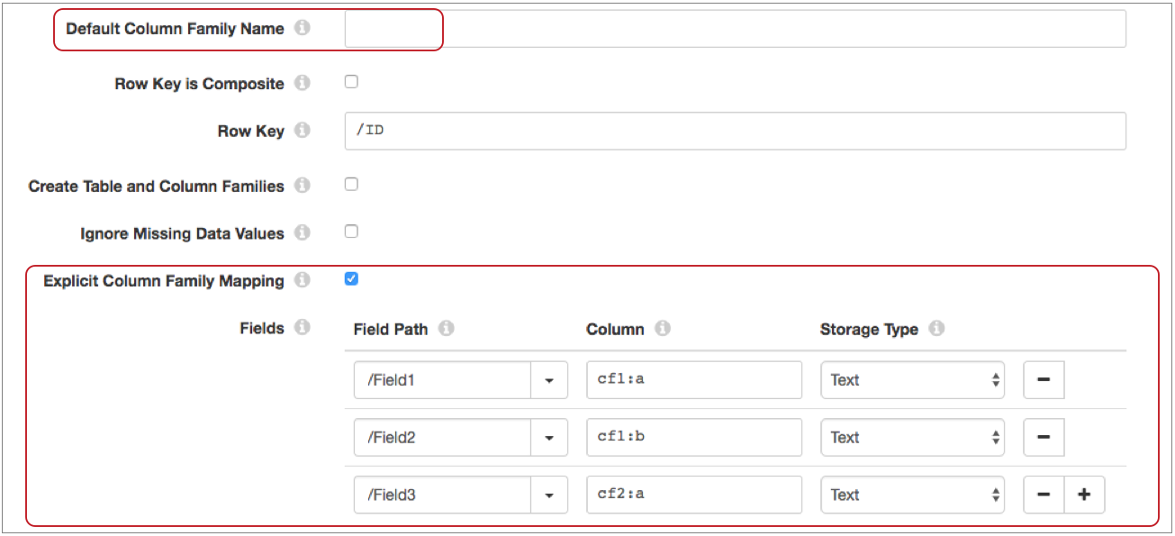 Default Column Family Name
Row Key is Composite
Row Key /ID
Create Table and Column Families
Ignore Missing Data Values
Explicit Column Family Mapping
Fields Field Path Column Storage Type
/Field1 cf1:a Text
/Field2 cf1:b Text
/Field3 cf2:a Text